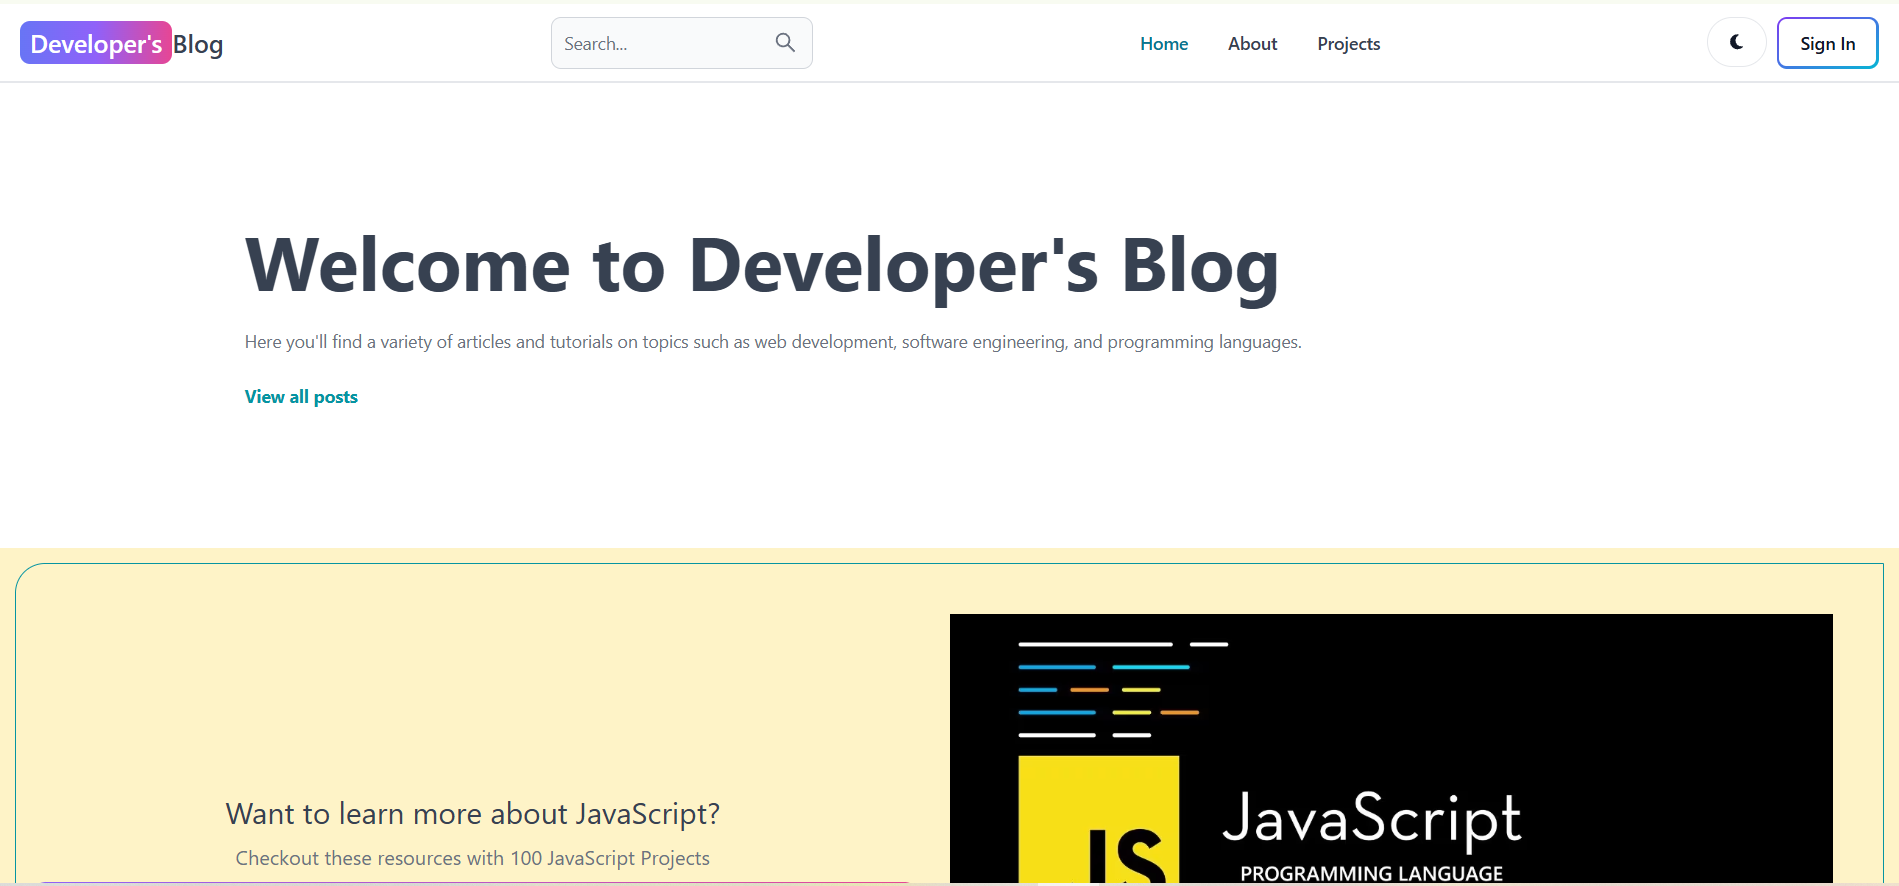 Developer's Blog
Search...
Home
About
Projects
Sign In
Welcome to Developer's Blog
Here you'll find a variety of articles and tutorials on topics such as web development, software engineering, and programming languages.
View all posts
Want to learn more about JavaScript?
Checkout these resources with 100 JavaScript Projects
JS
JavaScript
PROGRAMMING LANGUAGE